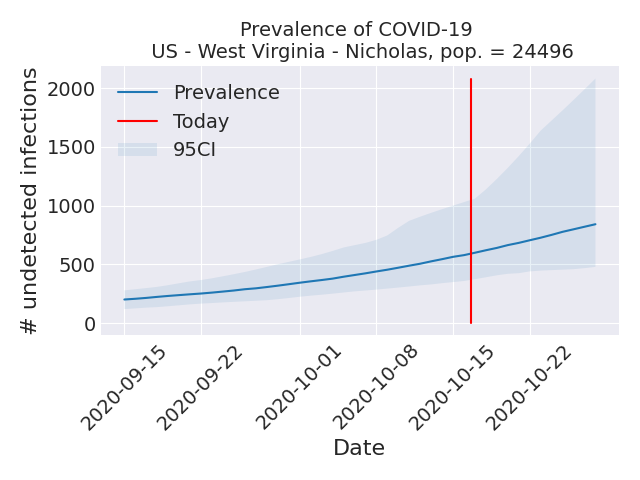 Prevalence of COVID-19
US - West Virginia - Nicholas, pop. = 24496
# undetected infections
2000
1500
1000
500
0
Prevalence
Today
95CI
2020-09-15
2020-09-22
2020-10-01
2020-10-08
2020-10-15
2020-10-22
Date